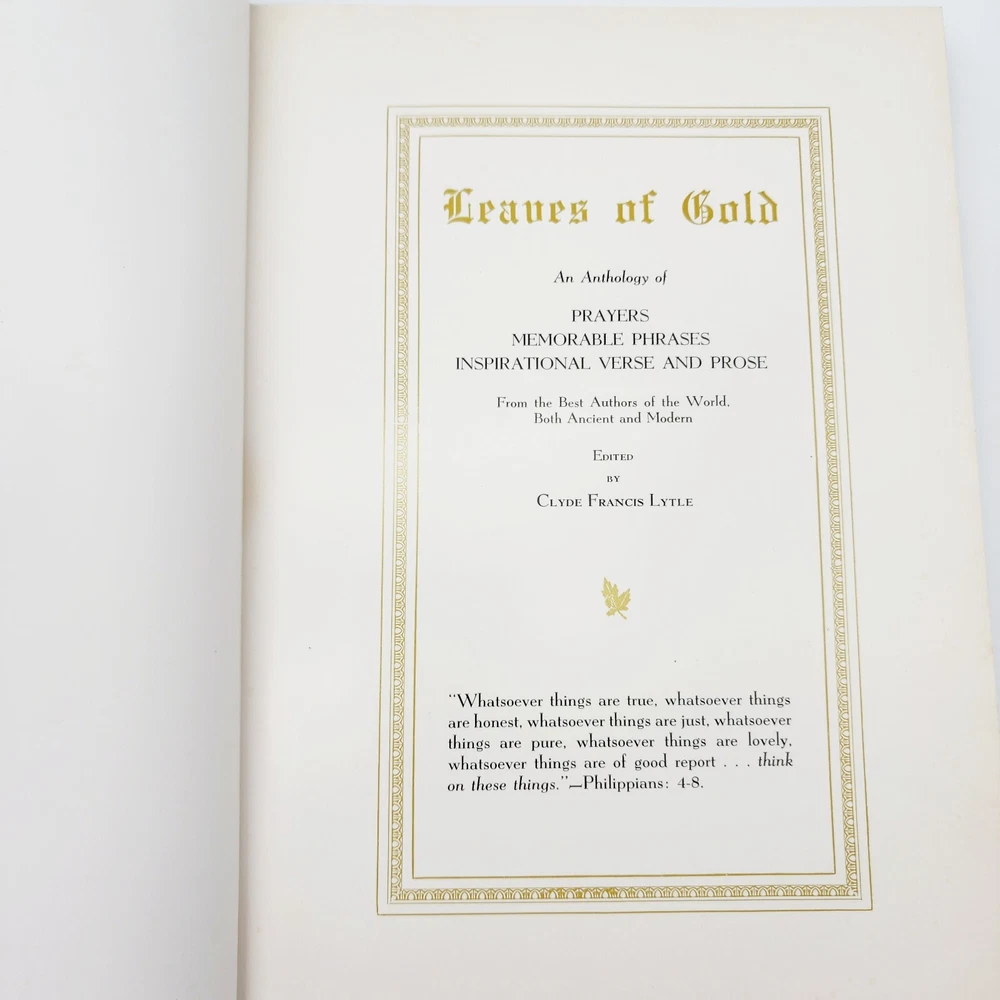 Leaves of Gold
An Anthology of
PRAYERS
MEMORABLE PHRASES
INSPIRATIONAL VERSE AND PROSE
From the Best Authors of the World,
Both Ancient and Modern
EDITED
BY
CLYDE FRANCIS LYTLE
"Whatsoever things are true, whatsoever things
are honest, whatsoever things are just, whatsoever
things are pure, whatsoever things are lovely,
whatsoever things are of good report . . . think
on these things."—Philippians: 4-8.